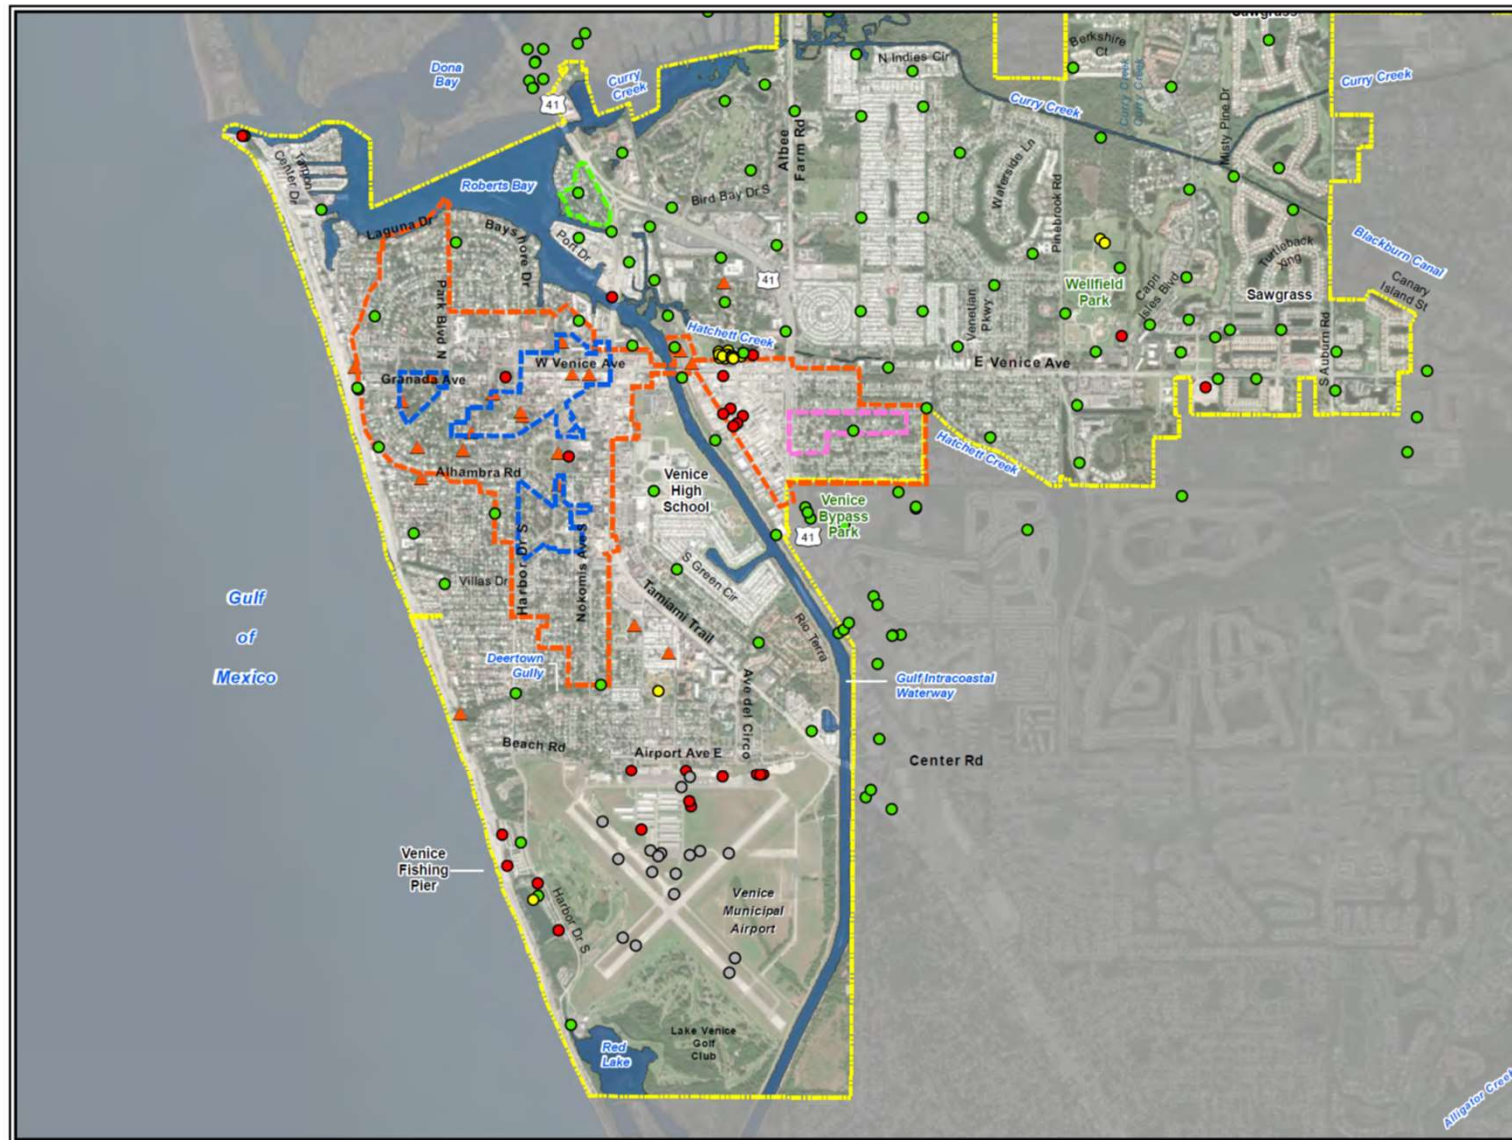 Sawgrass
Berkshire
Ct
N Indies Cir
Dona
Bay
Curry
Creek
Curry Creek
Curry Creek
Curry Creek
Curry Creek
41
Misty Pine Dr
Albee
Farm Rd
Tarpon
Center Dr
Waterside Ln
Roberts Bay
Bird Bay Dr S
Pinebrook Rd
Laguna Dr
Bayshore Dr
Port Dr
Blackburn Canal
Turtleback
Xing
41
Wellfield
Park
Capri
Isles Blvd
Sawgrass
Canary
Island St
Park Blvd N
Venetian
Pkwy
Hatchett Creek
S Auburn Rd
W Venice Ave
E Venice Ave
Granada Ave
Hatchett Creek
Alhambra Rd
Venice
High
School
Venice
Bypass
Park
41
Harbor Dr S
Nokomis Ave S
S Green Cir
Villas Dr
Tamiami Trail
Gulf
of
Mexico
Rio Terra
Deertown
Gully
Gulf Intracoastal
Waterway
Ave del Circo
Beach Rd
Airport Ave E
Center Rd
Venice
Fishing
Pier
Harbor Dr S
Venice
Municipal
Airport
Lake Venice
Golf
Club
Red
Lake
Alligator Creek